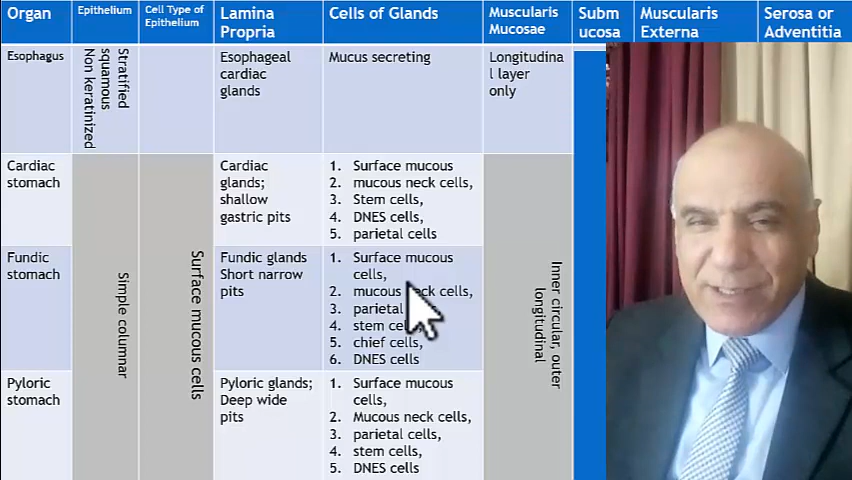 Organ
Epithelium
Cell Type of
Epithelium
Lamina
Propria
Cells of Glands
Muscularis
Mucosae
Subm
ucosa
Muscularis
Externa
Serosa or
Adventitia
Esophagus
Stratified
squamous
Non keratinized
Esophageal
cardiac
glands
Mucus secreting
Longitudina
l layer
only
Cardiac
stomach
Cardiac
glands;
shallow
gastric pits
1. Surface mucous
2. mucous neck cells,
3. Stem cells,
4. DNES cells,
5. parietal cells
Fundic
stomach
Simple columnar
Surface mucous cells
Fundic glands
Short narrow
pits
1. Surface mucous
cells,
2. mucous neck cells,
3. parietal
4. stem cells,
5. chief cells,
6. DNES cells
Inner circular, outer
longitudinal
Pyloric
stomach
Pyloric glands;
Deep wide
pits
1. Surface mucous
cells,
2. Mucous neck cells,
3. parietal cells,
4. stem cells,
5. DNES cells